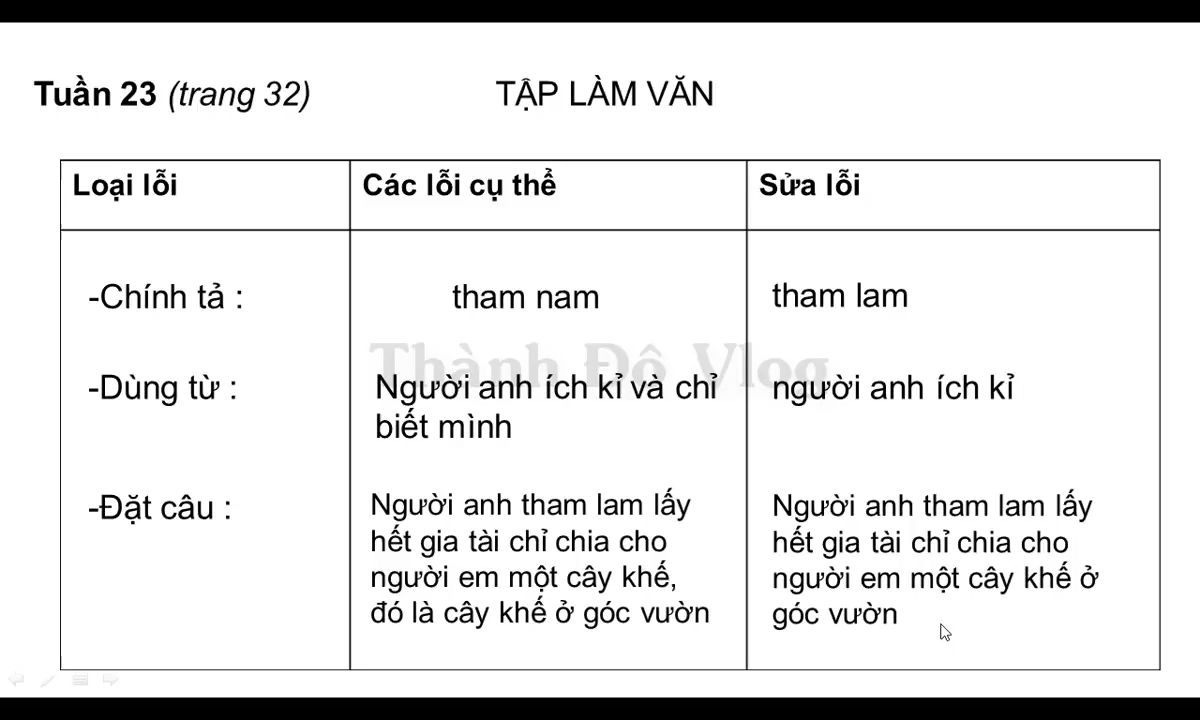 Tuần 23 (trang 32) TẬP LÀM VĂN
Loại lỗi Các lỗi cụ thể Sửa lỗi
-Chính tả : tham nam tham lam
Thành Đô Vlog
-Dùng từ : Người anh ích kỉ và chỉ người anh ích kỉ
biết mình
-Đặt câu : Người anh tham lam lấy Người anh tham lam lấy
hết gia tài chỉ chia cho hết gia tài chỉ chia cho
người em một cây khế, người em một cây khế ở
đó là cây khế ở góc vườn góc vườn